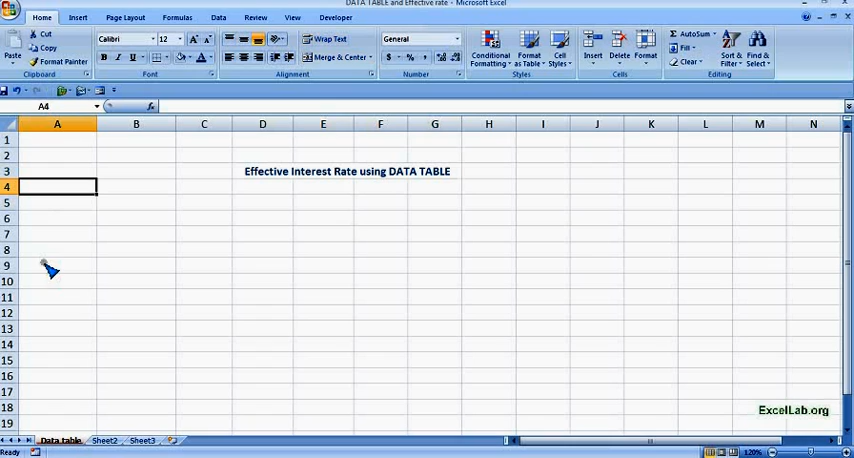 DATA TABLE and Effective rate - Microsoft Excel
Home Insert Page Layout Formulas Data Review View Developer
Paste
Cut
Copy
Format Painter
Clipboard
Calibri 12 A A
B I U A
Font
Wrap Text
Merge & Center
Alignment
General
$ % ,
Number
Conditional Formatting
Format as Table
Cell Styles
Styles
Insert Delete Format
Cells
Σ AutoSum
Fill
Clear
Sort & Filter
Find & Select
Editing
A4 fx
A B C D E F G H I J K L M N
1
2
3 Effective Interest Rate using DATA TABLE
4
5
6
7
8
9
10
11
12
13
14
15
16
17
18 ExcelLab.org
19
Data table Sheet2 Sheet3
Ready 120%